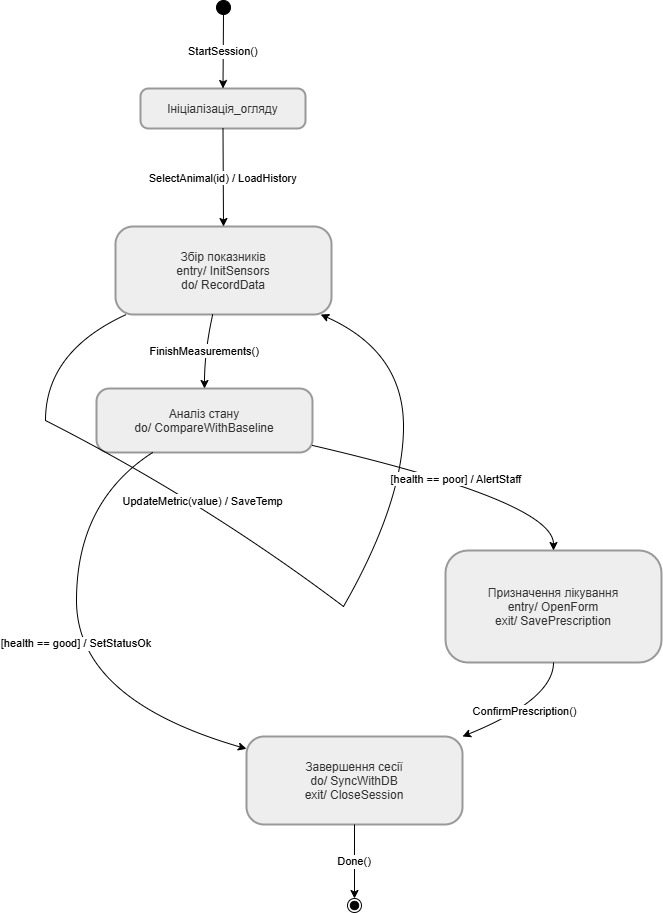 StartSession()
Ініціалізація_огляду
SelectAnimal(id) / LoadHistory
Збір показників
entry/ InitSensors
do/ RecordData
FinishMeasurements()
Аналіз стану
do/ CompareWithBaseline
[health == poor] / AlertStaff
UpdateMetric(value) / SaveTemp
Призначення лікування
entry/ OpenForm
exit/ SavePrescription
[health == good] / SetStatusOk
ConfirmPrescription()
Завершення сесії
do/ SyncWithDB
exit/ CloseSession
Done()